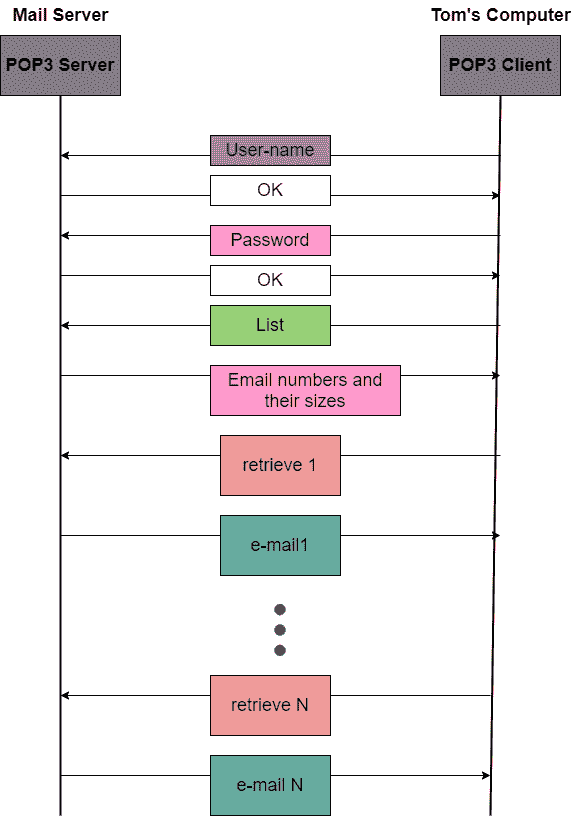 Mail Server
Tom's Computer
POP3 Server
POP3 Client
User-name
OK
Password
OK
List
Email numbers and
their sizes
retrieve 1
e-mail1
retrieve N
e-mail N